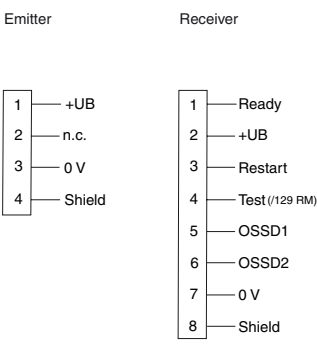 Emitter
1 +UB
2 n.c.
3 0 V
4 Shield
Receiver
1 Ready
2 +UB
3 Restart
4 Test (/129 RM)
5 OSSD1
6 OSSD2
7 0 V
8 Shield